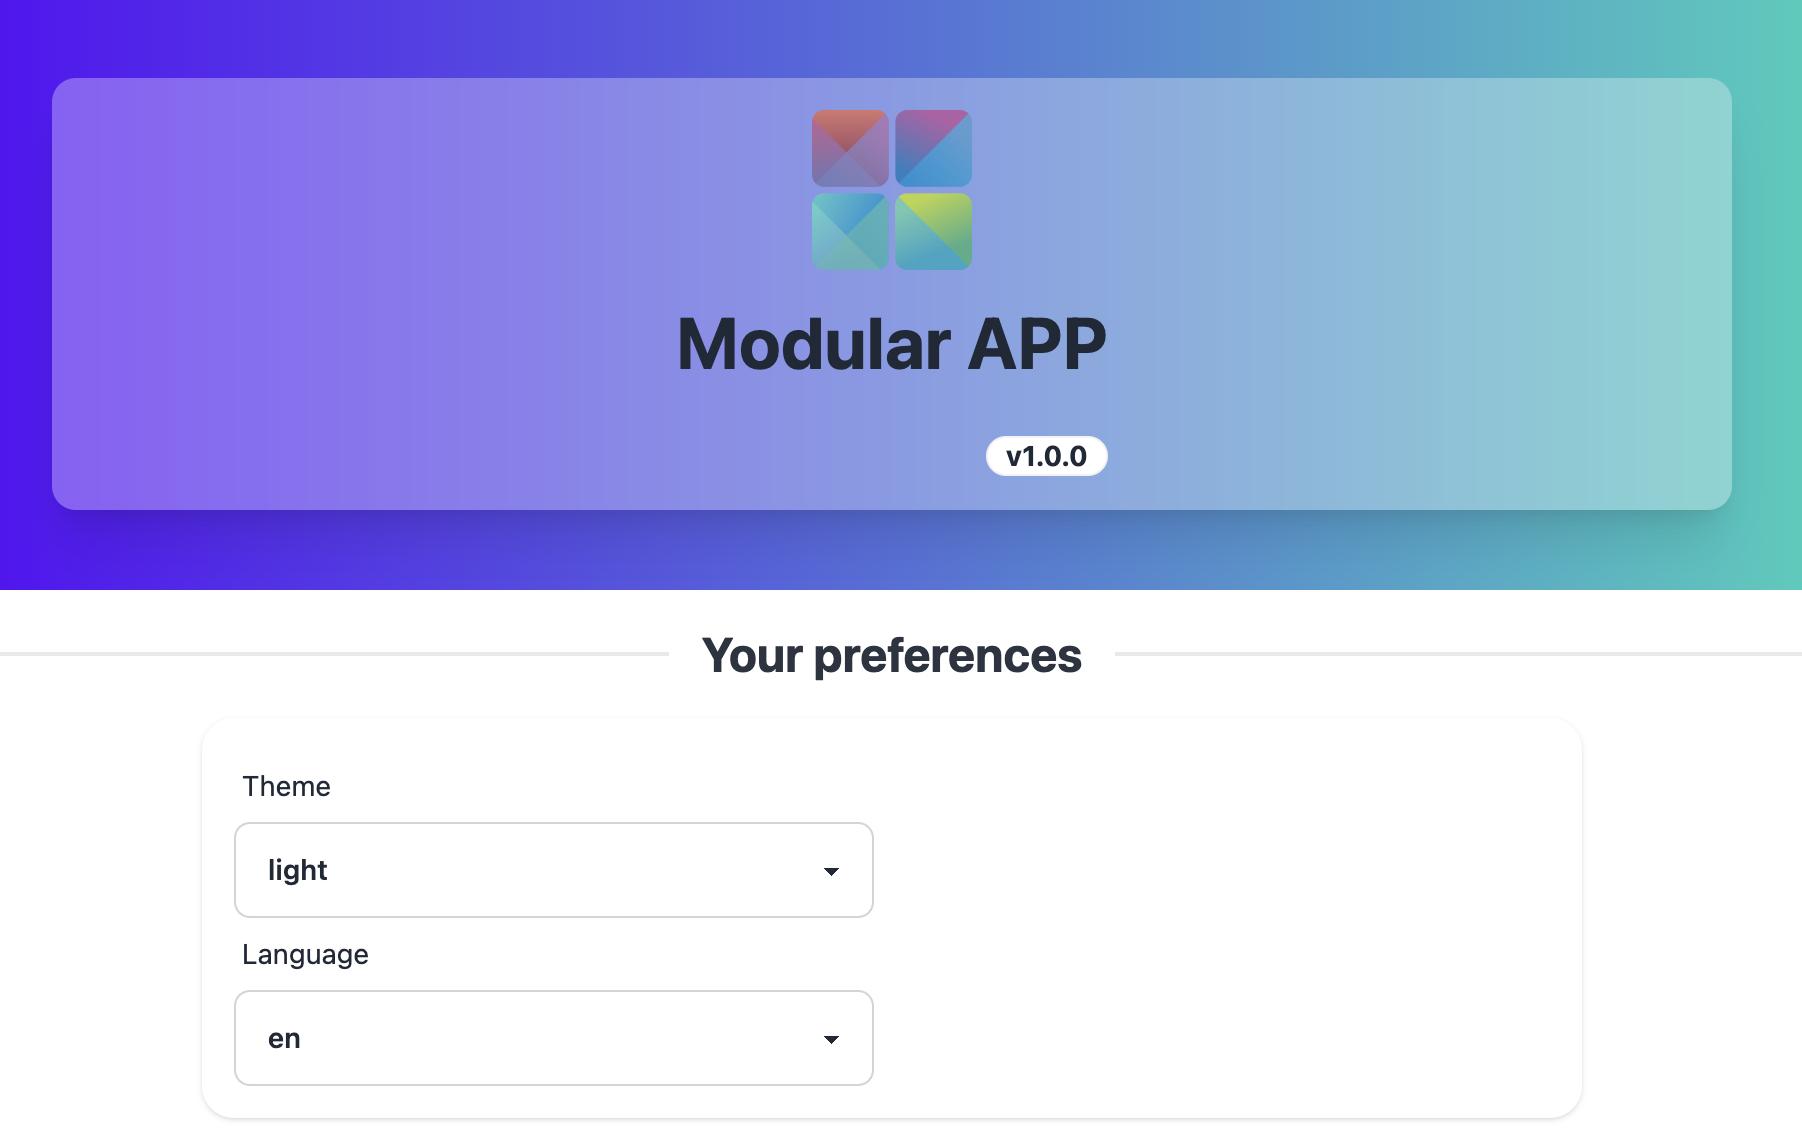 Modular APP
v1.0.0
Your preferences
Theme
light
Language
en